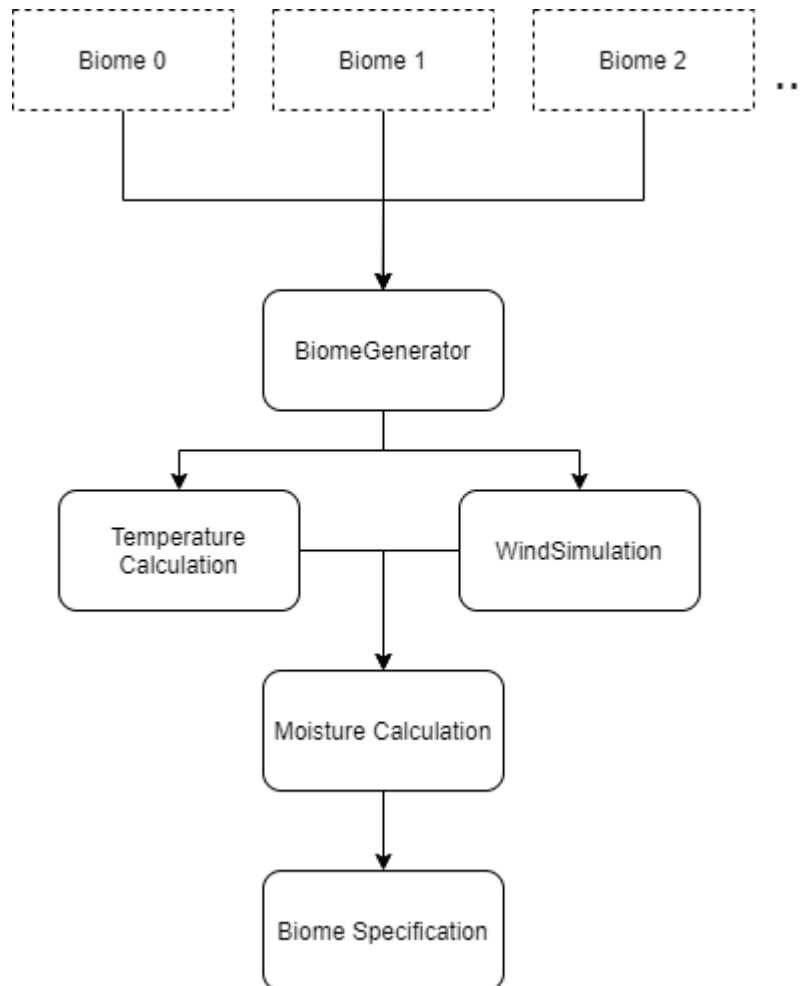 Biome 0
Biome 1
Biome 2
..
BiomeGenerator
Temperature
Calculation
WindSimulation
Moisture Calculation
Biome Specification